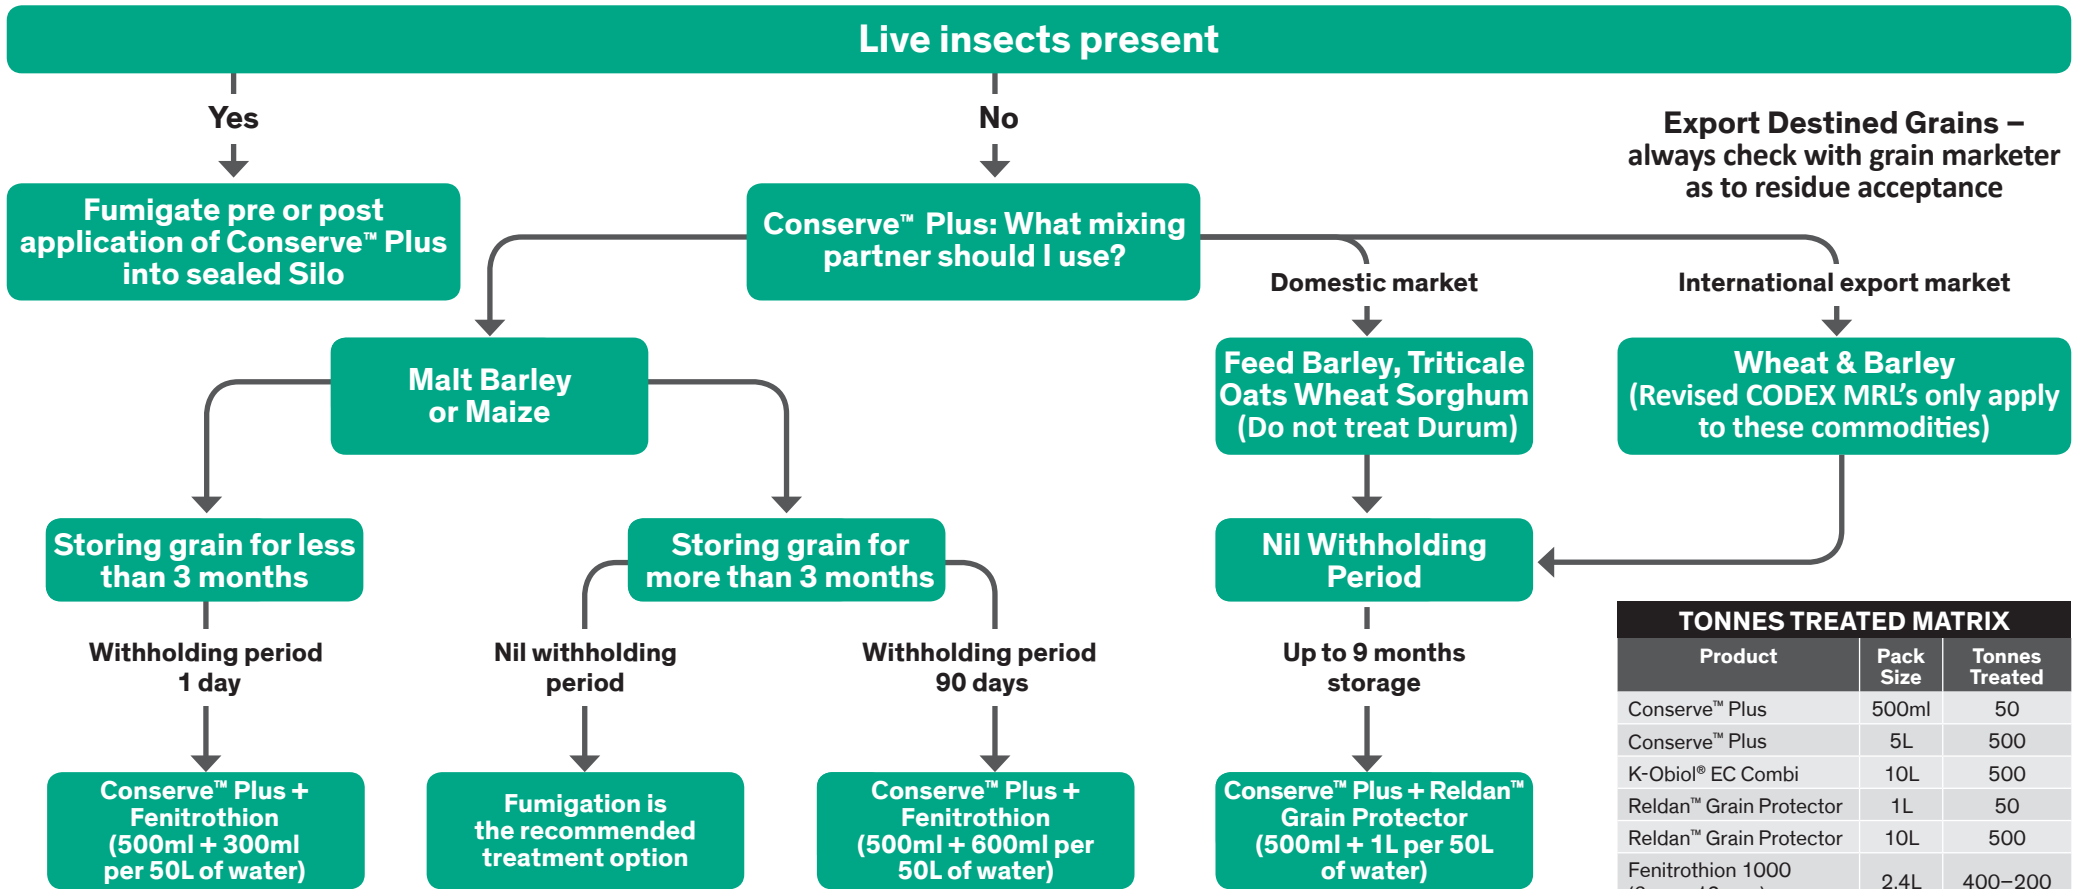 Live insects present
Yes
No
Export Destined Grains –
always check with grain marketer
as to residue acceptance
Fumigate pre or post
application of Conserve™ Plus
into sealed Silo
Conserve™ Plus: What mixing
partner should I use?
Domestic market
International export market
Malt Barley
or Maize
Feed Barley, Triticale
Oats Wheat Sorghum
(Do not treat Durum)
Wheat & Barley
(Revised CODEX MRL's only apply
to these commodities)
Storing grain for less
than 3 months
Storing grain for
more than 3 months
Nil Withholding
Period
Withholding period
1 day
Nil withholding
period
Withholding period
90 days
Up to 9 months
storage
Conserve™ Plus +
Fenitrothion
(500ml + 300ml
per 50L of water)
Fumigation is
the recommended
treatment option
Conserve™ Plus +
Fenitrothion
(500ml + 600ml per
50L of water)
Conserve™ Plus + Reldan™
Grain Protector
(500ml + 1L per 50L
of water)
TONNES TREATED MATRIX
Product Pack Size Tonnes Treated
Conserve™ Plus 500ml 50
Conserve™ Plus 5L 500
K-Obiol® EC Combi 10L 500
Reldan™ Grain Protector 1L 50
Reldan™ Grain Protector 10L 500
Fenitrothion 1000 2.4L 400–200